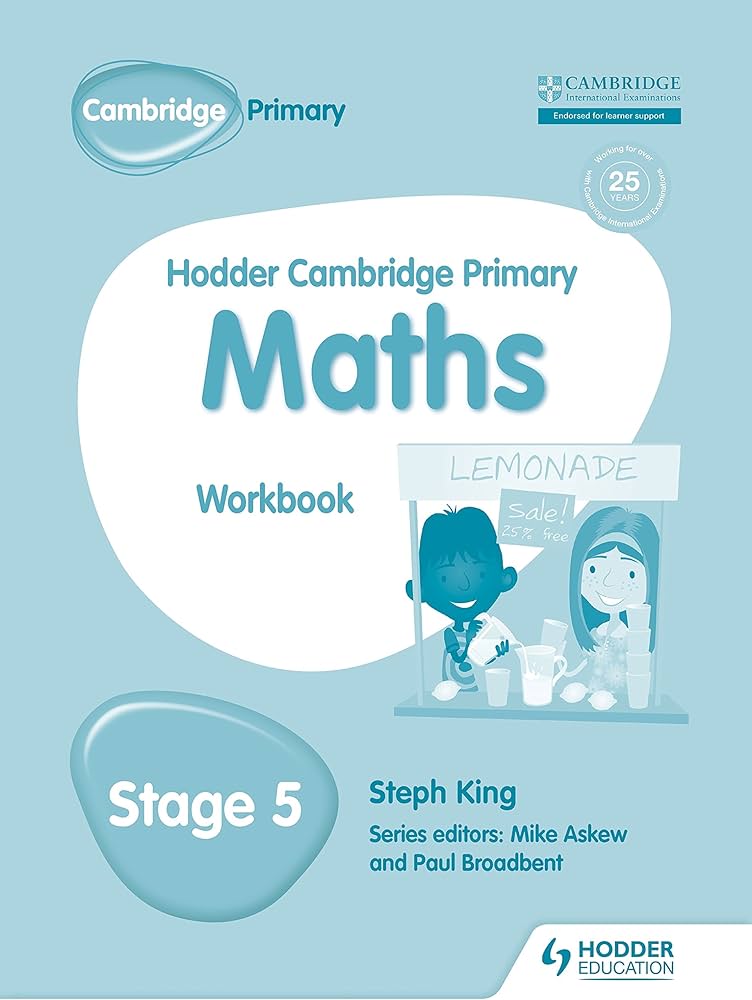 Cambridge Primary
CAMBRIDGE
International Examinations
Endorsed for learner support
Working for over
25
YEARS
with Cambridge International Examinations
Hodder Cambridge Primary
Maths
Workbook
LEMONADE
Sale!
25% free
Stage 5
Steph King
Series editors: Mike Askew
and Paul Broadbent
HODDER
EDUCATION